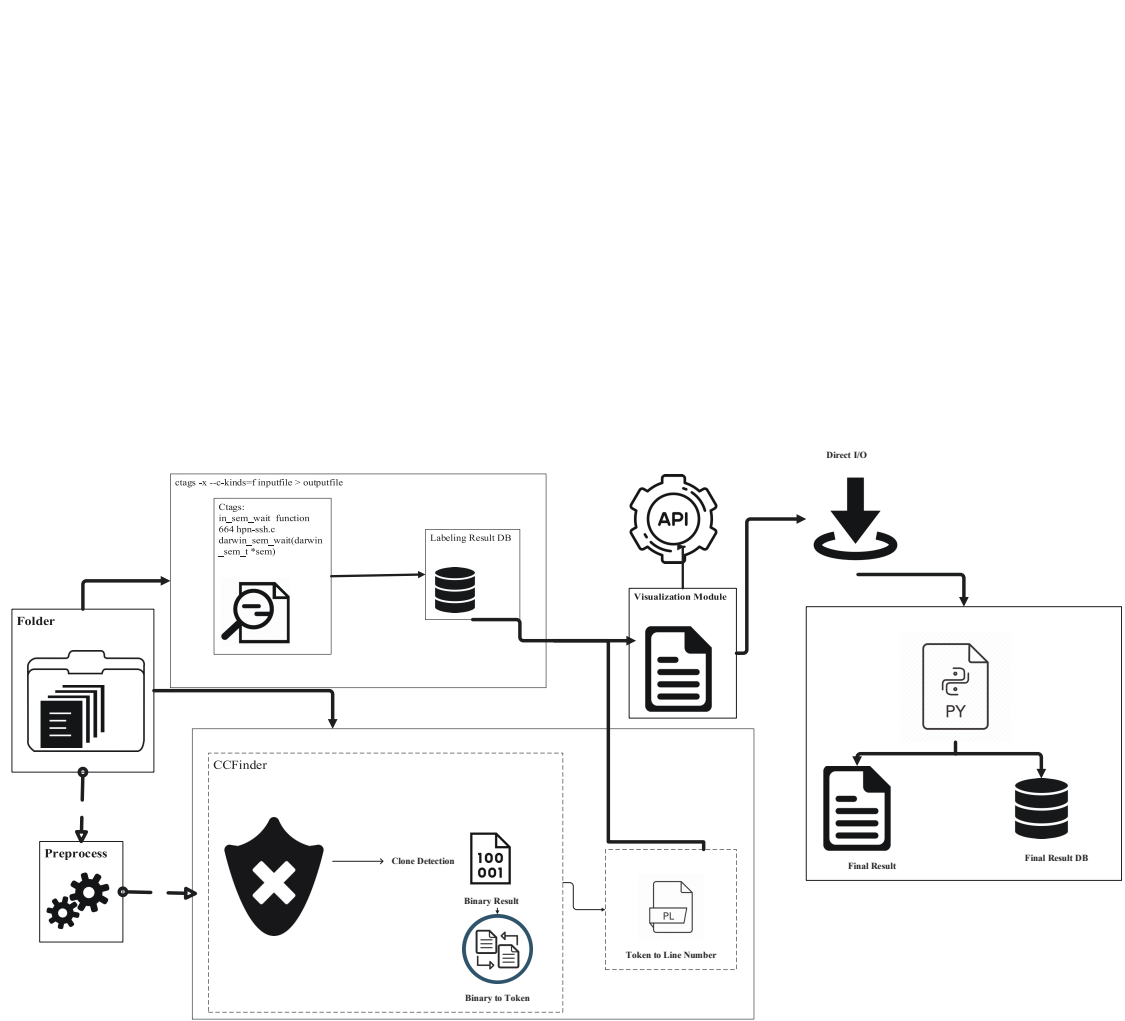 Direct I/O
ctags -x --c-kinds=f inputfile > outputfile
Ctags:
in_sem_wait function
664 hpn-ssh.c
darwin_sem_wait(darwin
_sem_t *sem)
Labeling Result DB
API
Visualization Module
Folder
PY
CCFinder
Preprocess
Clone Detection
100
001
Final Result
Final Result DB
Binary Result
PL
Token to Line Number
Binary to Token